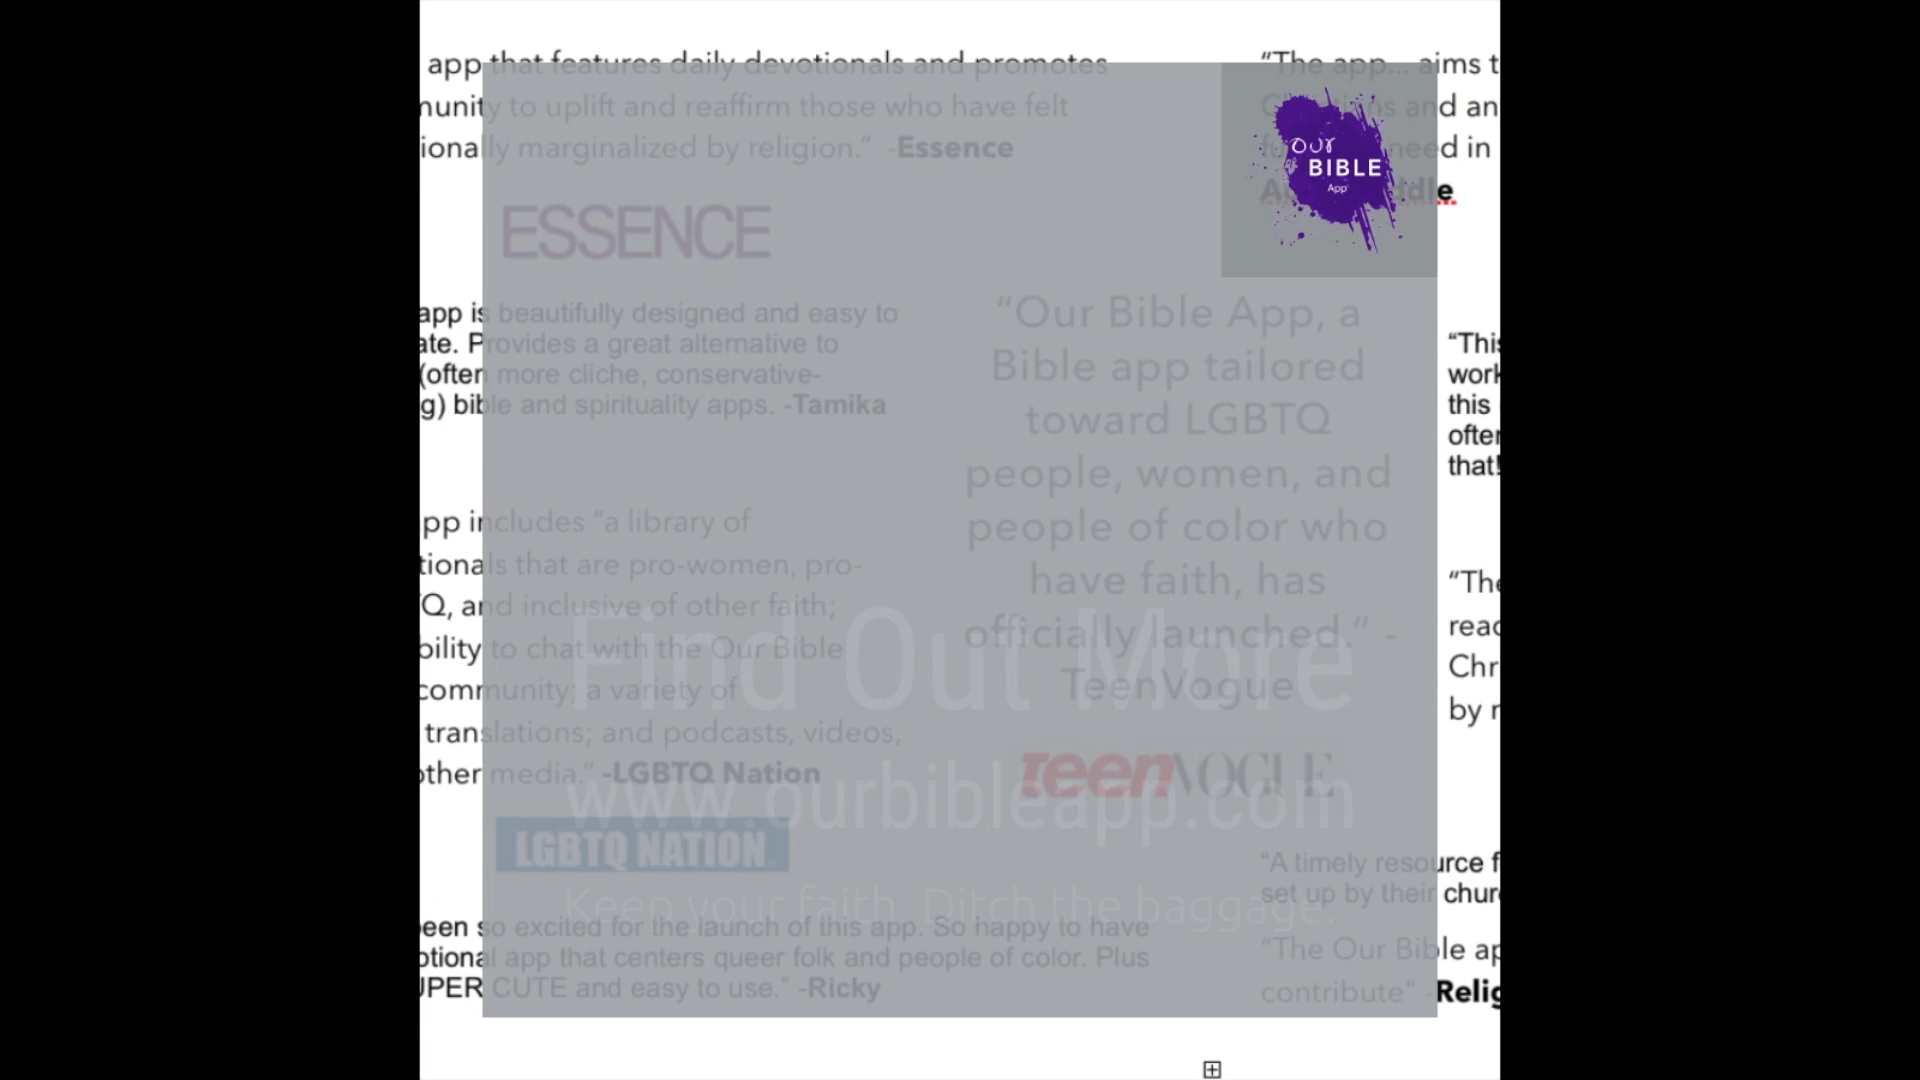 app that features daily devotionals and promotes
munity to uplift and reaffirm those who have felt
ionally marginalized by religion.” -Essence
ESSENCE
app is beautifully designed and easy to
ate. Provides a great alternative to
(often more cliche, conservative-
g) bible and spirituality apps. -Tamika
pp includes “a library of
tionals that are pro-women, pro-
Q, and inclusive of other faith;
bility to chat with the Our Bible
community; a variety of
translations; and podcasts, videos,
other media.” -LGBTQ Nation
LGBTQ NATION
een so excited for the launch of this app. So happy to have
otional app that centers queer folk and people of color. Plus
UPER CUTE and easy to use.” -Ricky
“The app... aims t
and an
need in
our
BIBLE
App
“Our Bible App, a
Bible app tailored
toward LGBTQ
people, women, and
people of color who
have faith, has
officially launched.” -
TeenVogue
teenVOGUE
“This
work
this
often
that!
“The
read
Chr
by r
“A timely resource f
set up by their churc
“The Our Bible ap
contribute” -Relig
Find Out More
www.ourbibleapp.com
Keep your faith. Ditch the baggage.